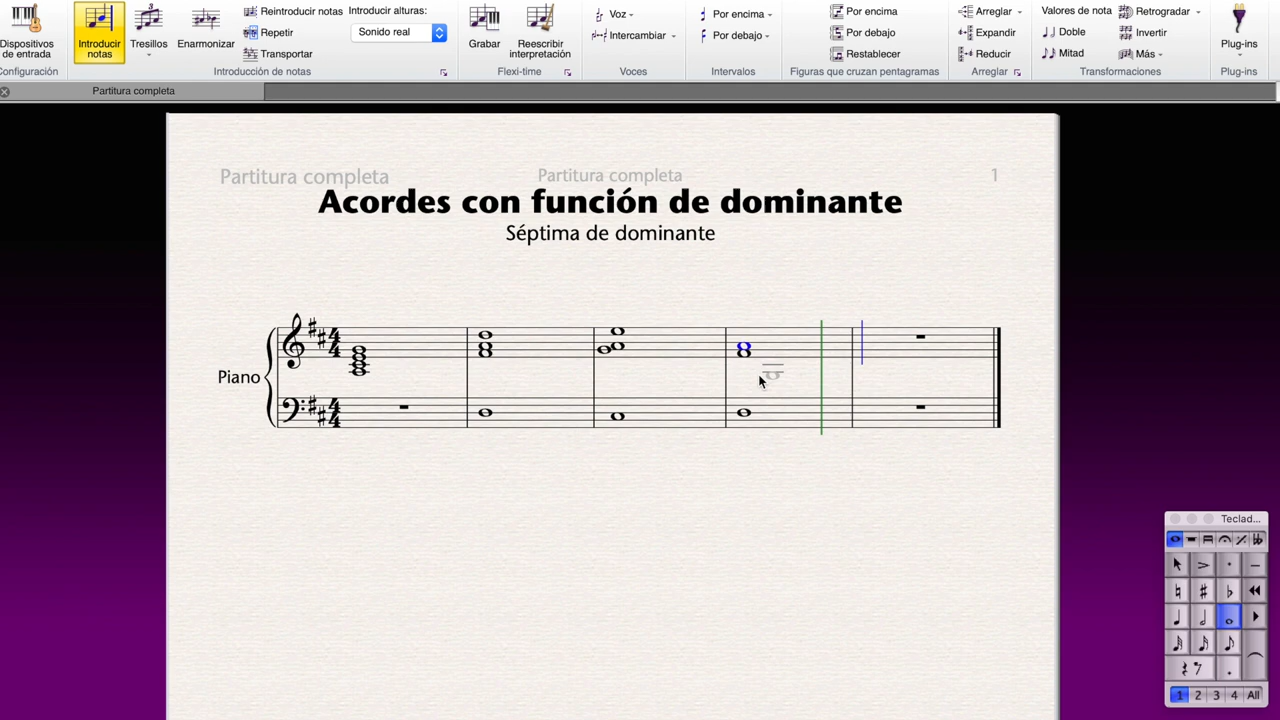 Dispositivos de entrada
Introducir notas
Tresillos
Enarmonizar
Reintroducir notas
Repetir
Transportar
Introducir alturas:
Sonido real
Grabar
Reescribir interpretación
Voz
Intercambiar
Por encima
Por debajo
Por encima
Por debajo
Restablecer
Arreglar
Expandir
Reducir
Valores de nota
Doble
Mitad
Retrogradar
Invertir
Más
Plug-ins
onfiguración
Introducción de notas
Flexi-time
Voces
Intervalos
Figuras que cruzan pentagramas
Arreglar
Transformaciones
Plug-ins
Partitura completa
Partitura completa
Partitura completa
1
Acordes con función de dominante
Séptima de dominante
Piano
Teclad...
1 2 3 4 All